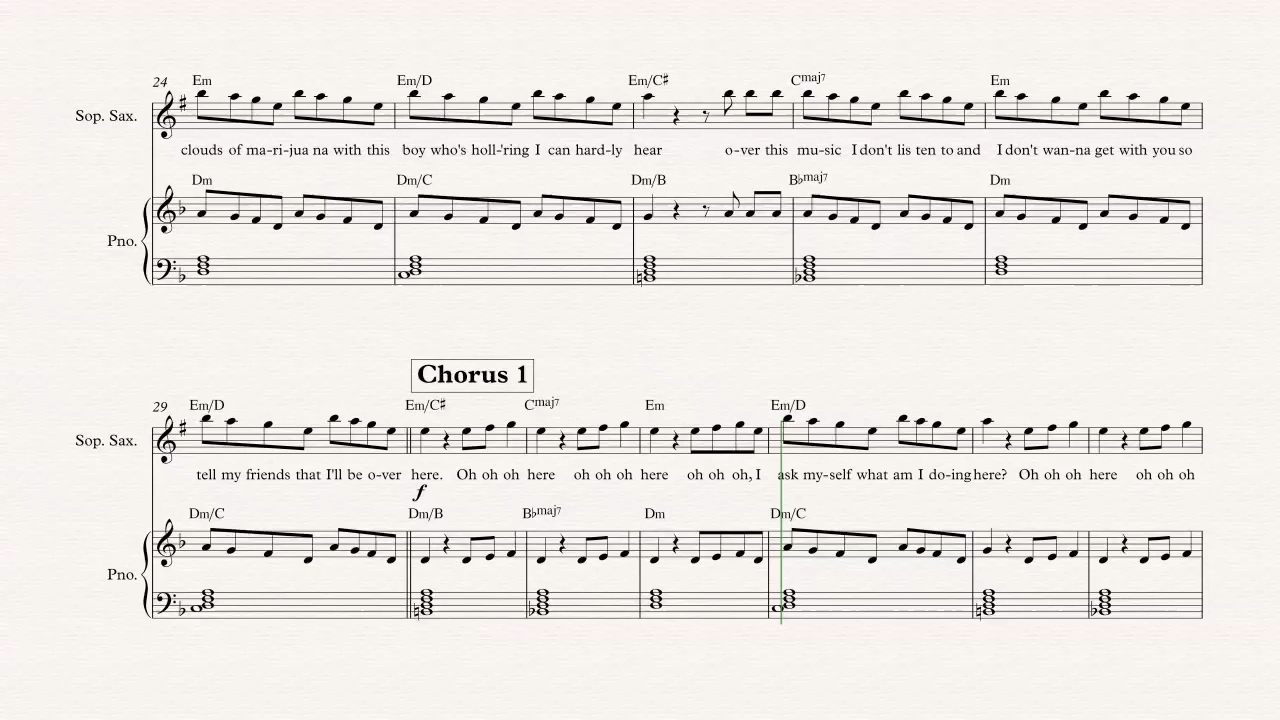 24 Em Em/D Em/C♯ Cmaj7 Em
Sop. Sax.
clouds of ma-ri-jua na with this boy who's holl-'ring I can hard-ly hear o-ver this mu-sic I don't lis ten to and I don't wan-na get with you so
Dm Dm/C Dm/B B♭maj7 Dm
Pno.
Chorus 1
29 Em/D Em/C♯ Cmaj7 Em Em/D
Sop. Sax.
tell my friends that I'll be o-ver here. Oh oh oh here oh oh oh here oh oh oh, I ask my-self what am I do-ing here? Oh oh oh here oh oh oh
f
Dm/C Dm/B B♭maj7 Dm Dm/C
Pno.